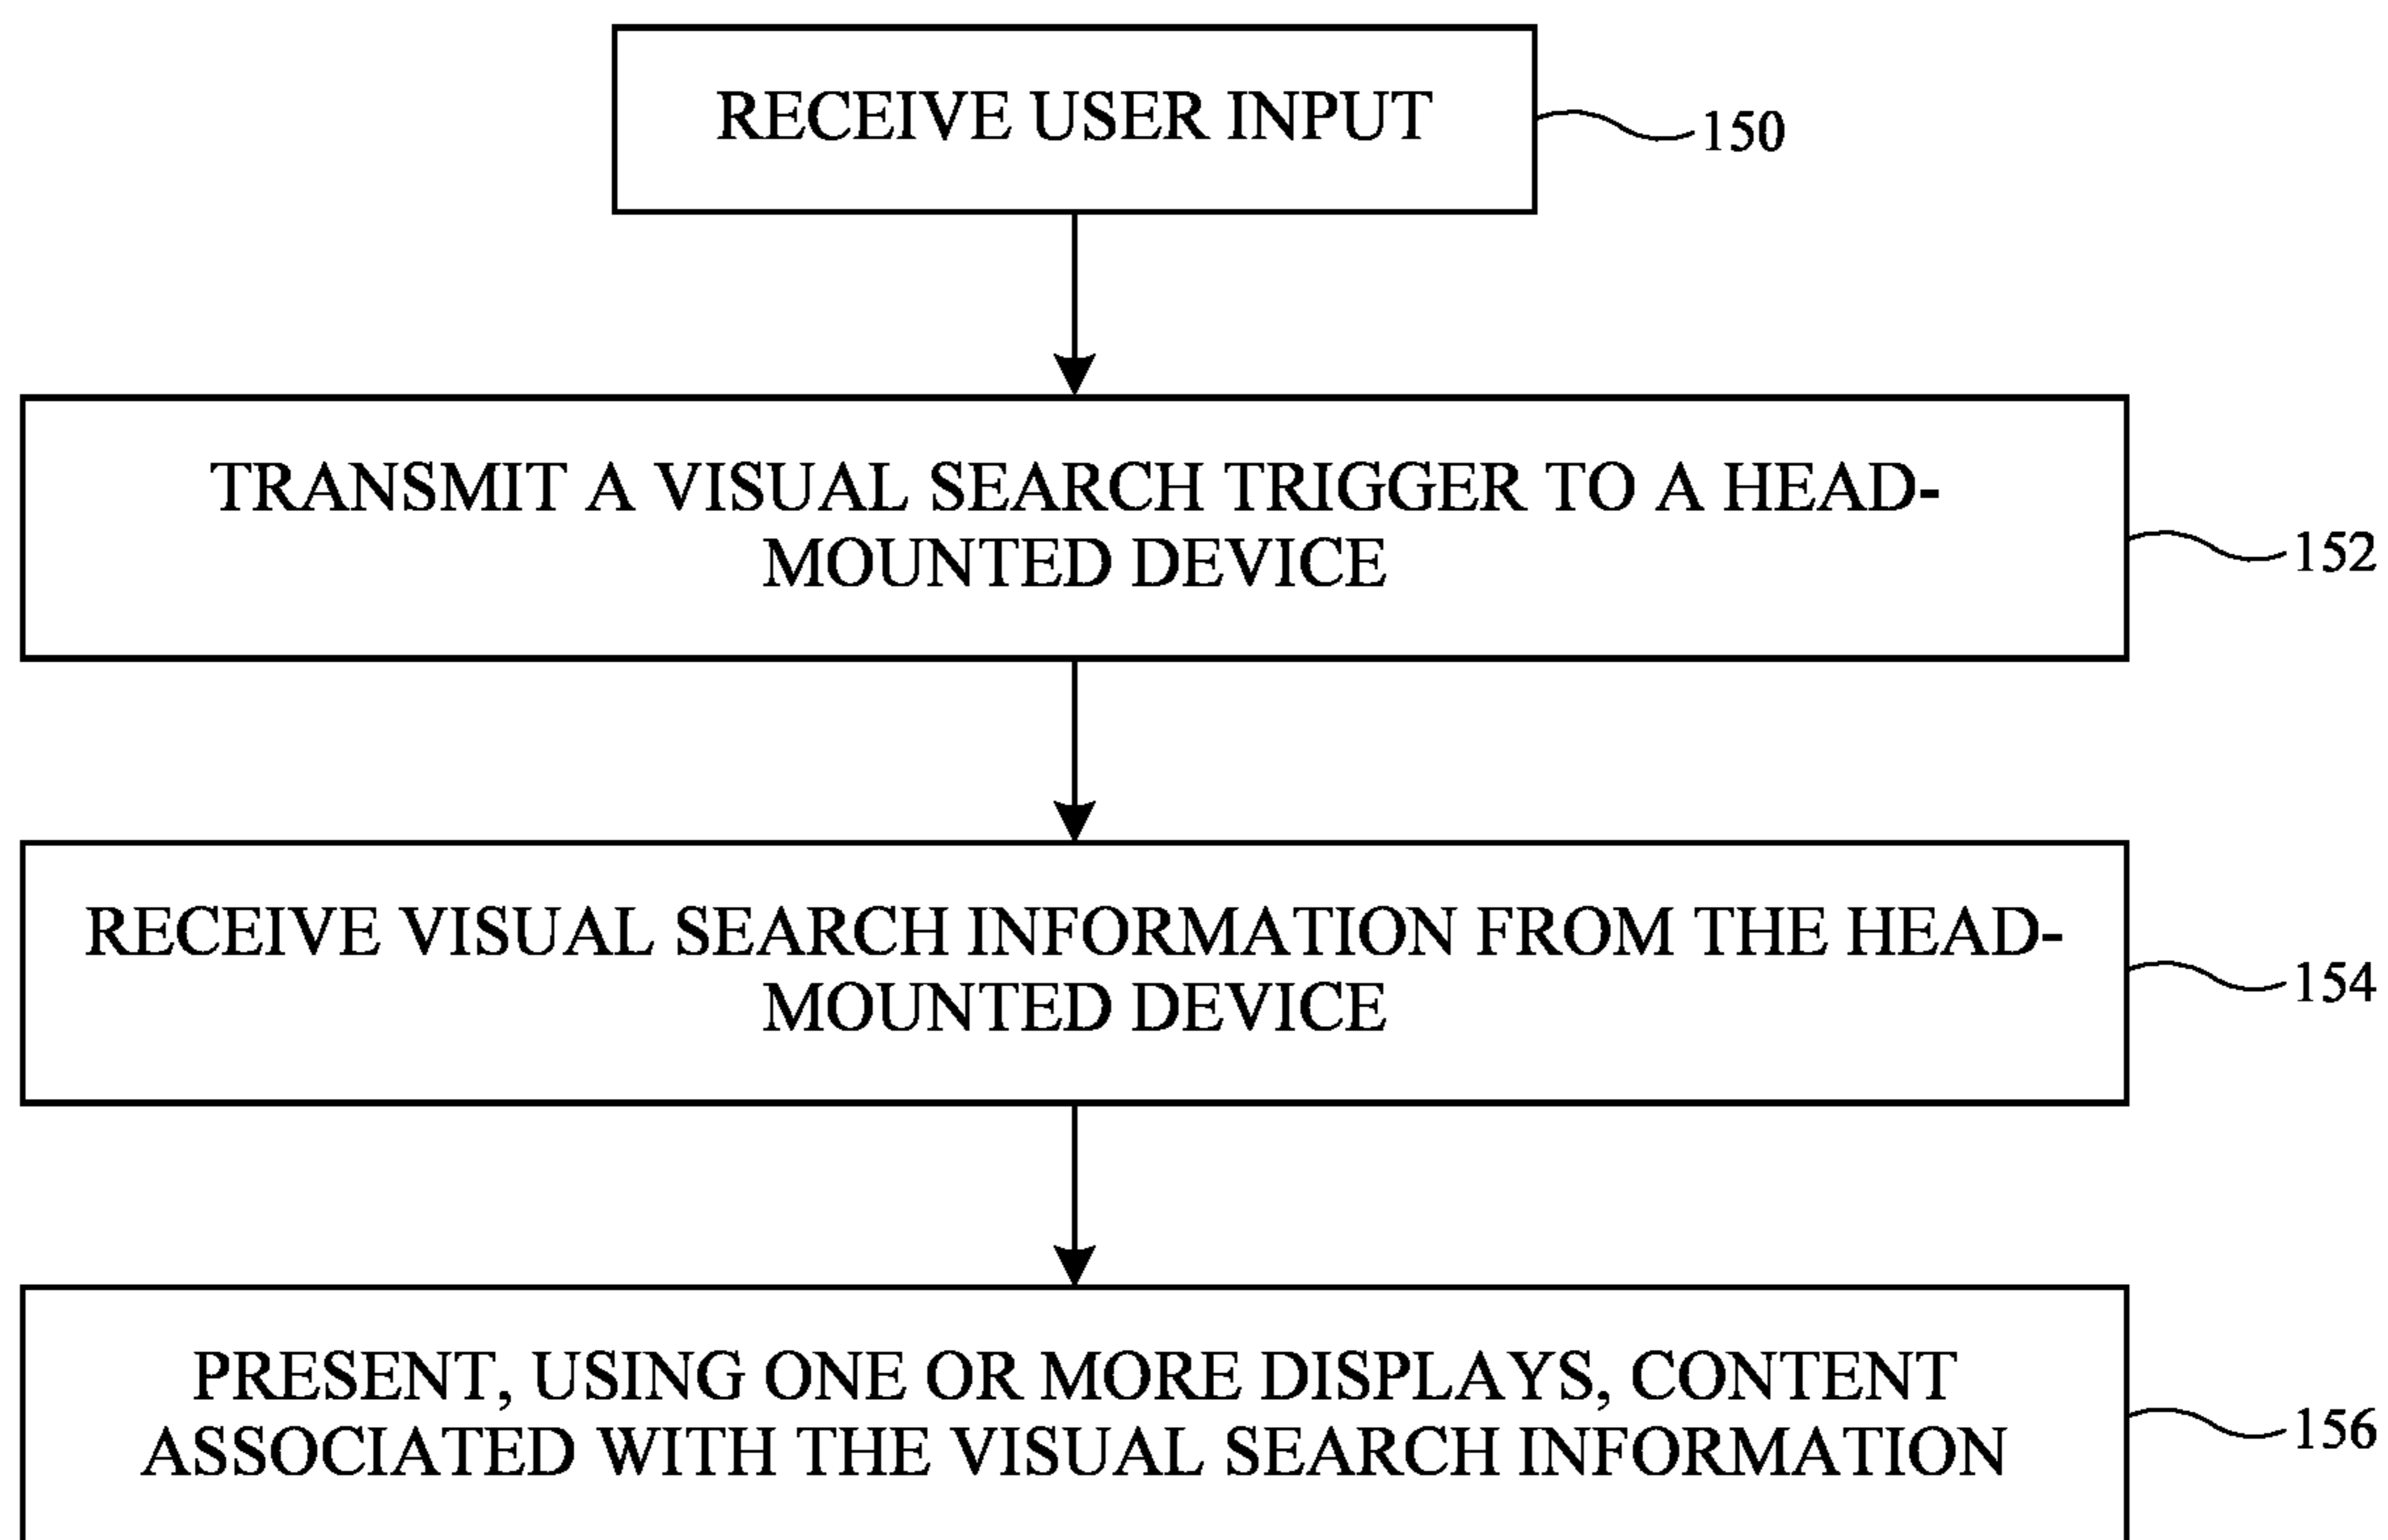 RECEIVE USER INPUT
150
TRANSMIT A VISUAL SEARCH TRIGGER TO A HEAD-
MOUNTED DEVICE
152
RECEIVE VISUAL SEARCH INFORMATION FROM THE HEAD-
MOUNTED DEVICE
154
PRESENT, USING ONE OR MORE DISPLAYS, CONTENT
ASSOCIATED WITH THE VISUAL SEARCH INFORMATION
156